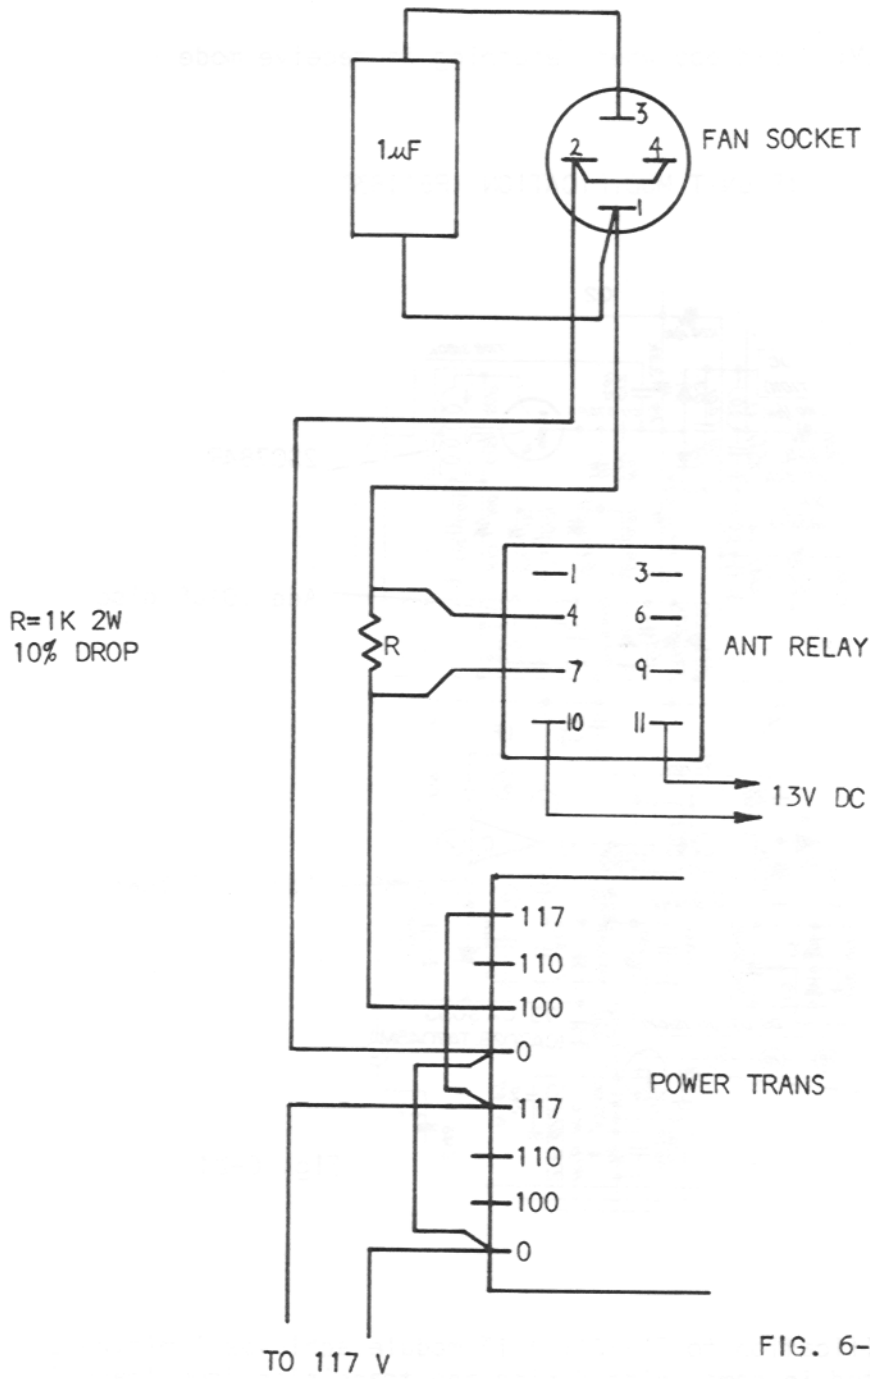 3
FAN SOCKET
1µF
2 4
1
1 3
R=1K 2W
4 6
R
10% DROP
ANT RELAY
7 9
10 11
13V DC
117
110
100
0
POWER TRANS
117
110
100
0
FIG. 6-
TO 117 V